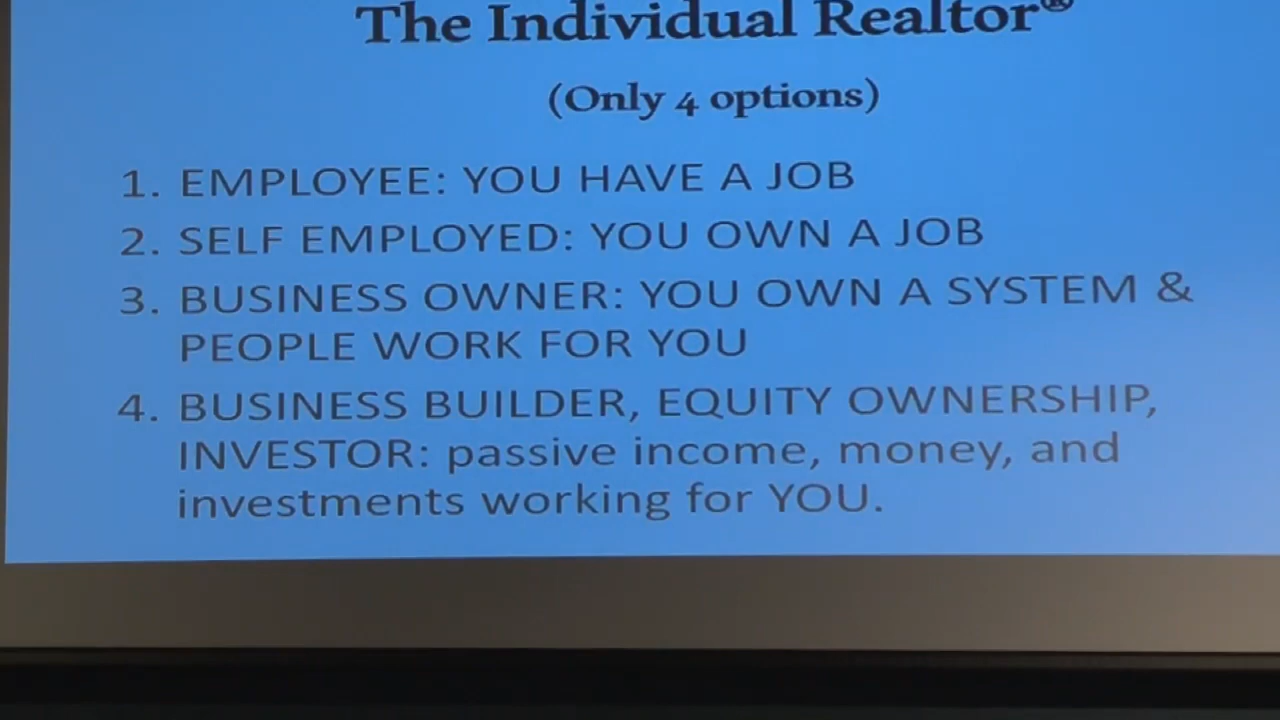 The Individual Realtor®
(Only 4 options)
1. EMPLOYEE: YOU HAVE A JOB
2. SELF EMPLOYED: YOU OWN A JOB
3. BUSINESS OWNER: YOU OWN A SYSTEM &
PEOPLE WORK FOR YOU
4. BUSINESS BUILDER, EQUITY OWNERSHIP,
INVESTOR: passive income, money, and
investments working for YOU.